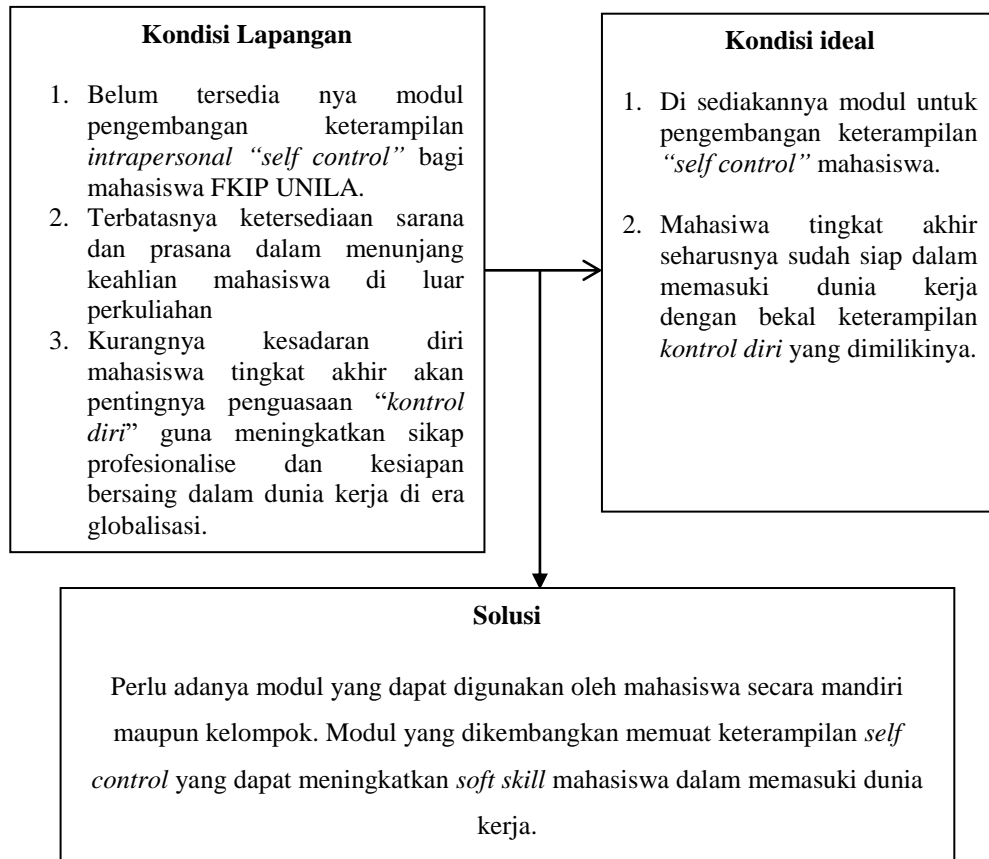 Kondisi Lapangan
1. Belum tersedia nya modul
pengembangan keterampilan
intrapersonal “self control” bagi
mahasiswa FKIP UNILA.
2. Terbatasnya ketersediaan sarana
dan prasana dalam menunjang
keahlian mahasiswa di luar
perkuliahan
3. Kurangnya kesadaran diri
mahasiswa tingkat akhir akan
pentingnya penguasaan “kontrol
diri” guna meningkatkan sikap
profesionalise dan kesiapan
bersaing dalam dunia kerja di era
globalisasi.
Kondisi ideal
1. Di sediakannya modul untuk
pengembangan keterampilan
“self control” mahasiswa.
2. Mahasiwa tingkat akhir
seharusnya sudah siap dalam
memasuki dunia kerja
dengan bekal keterampilan
kontrol diri yang dimilikinya.
Solusi
Perlu adanya modul yang dapat digunakan oleh mahasiswa secara mandiri
maupun kelompok. Modul yang dikembangkan memuat keterampilan self
control yang dapat meningkatkan soft skill mahasiswa dalam memasuki dunia
kerja.